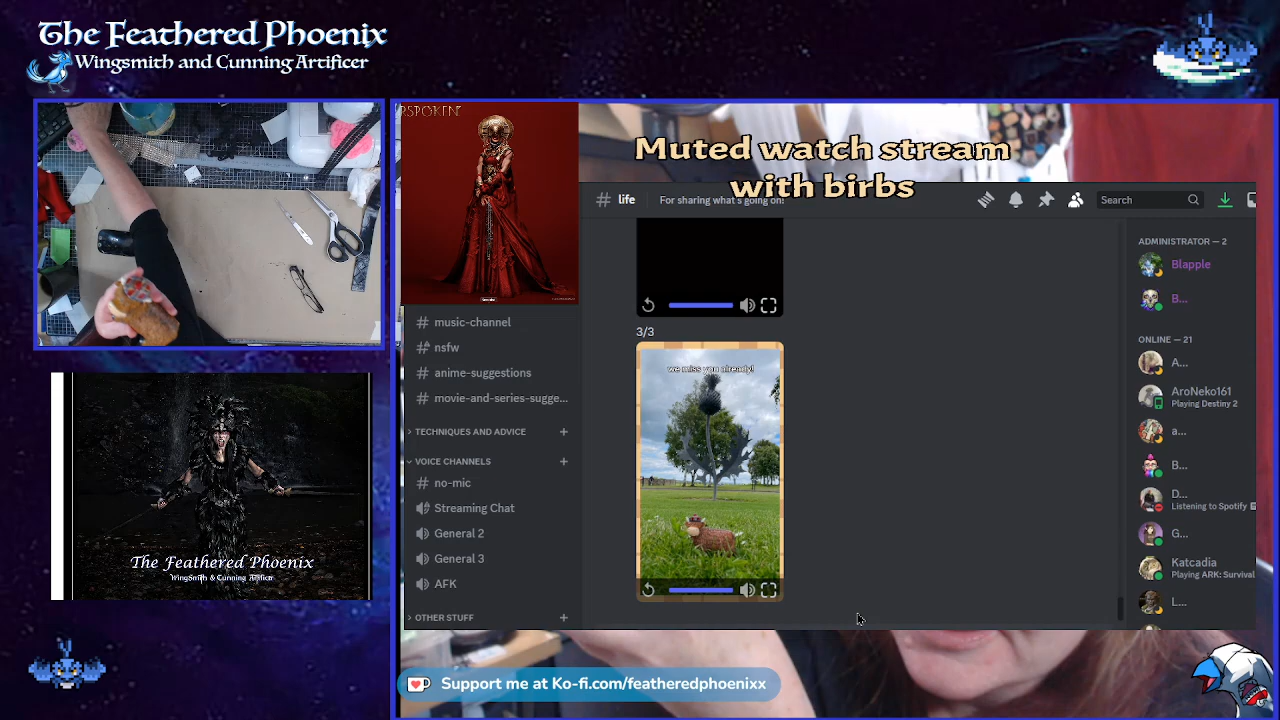 The Feathered Phoenix
Wingsmith and Cunning Artificer
RSPOKEN
Muted watch stream
with birbs
# life
For sharing what's going on
Search
music-channel
nsfw
anime-suggestions
movie-and-series-sugge...
TECHNIQUES AND ADVICE
VOICE CHANNELS
no-mic
Streaming Chat
General 2
General 3
AFK
OTHER STUFF
3/3
we miss you already!
ADMINISTRATOR — 2
Blapple
B...
ONLINE — 21
A...
AroNeko161
Playing Destiny 2
a...
B...
D...
Listening to Spotify
G...
Katcadia
Playing ARK: Survival
L...
The Feathered Phoenix
WingSmith & Cunning Artificer
Support me at Ko-fi.com/featheredphoenixx